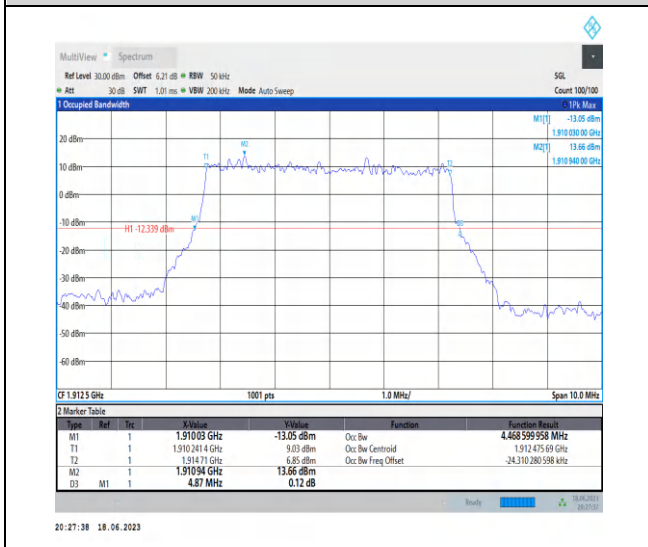 MultiView Spectrum
Ref Level 30.00 dBm Offset 6.21 dB RBW 50 kHz SGL
Att 30 dB SWT 1.01 ms VBW 200 kHz Mode Auto Sweep Count 100/100
1 Occupied Bandwidth 1Pk Max
M1[1] -13.05 dBm
1.910 030 00 GHz
M2[1] 13.66 dBm
1.910 940 00 GHz
20 dBm
M2
T1
T2
10 dBm
0 dBm
-10 dBm
M1
H1 -12.339 dBm
-20 dBm
-30 dBm
-40 dBm
-50 dBm
-60 dBm
CF 1.912 5 GHz 1001 pts 1.0 MHz/ Span 10.0 MHz
2 Marker Table
Type Ref Trc X-Value Y-Value Function Function Result
M1 1 1.91003 GHz -13.05 dBm Occ Bw 4.468 599 958 MHz
T1 1 1.910 241 4 GHz 9.03 dBm Occ Bw Centroid 1.912 475 69 GHz
T2 1 1.914 71 GHz 6.85 dBm Occ Bw Freq Offset -24.310 280 598 kHz
M2 1 1.91094 GHz 13.66 dBm
D3 M1 1 4.87 MHz 0.12 dB
Ready 18.06.2023
20:27:37
20:27:38 18.06.2023